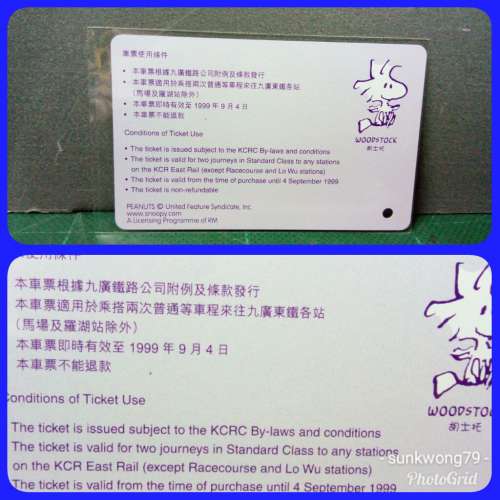 車票使用條件
• 本車票根據九廣鐵路公司附例及條款發行
• 本車票適用於乘搭兩次普通等車程來往九廣東鐵各站
（馬場及羅湖站除外）
• 本車票即時有效至 1999 年 9 月 4 日
• 本車票不能退款
Conditions of Ticket Use
• The ticket is issued subject to the KCRC By-laws and conditions
• The ticket is valid for two journeys in Standard Class to any stations
on the KCR East Rail (except Racecourse and Lo Wu stations)
• The ticket is valid from the time of purchase until 4 September 1999
• The ticket is non-refundable
PEANUTS © United Feature Syndicate, Inc.
www.snoopy.com
A Licensing Programme of RM
WOODSTOCK
胡士托
使用條件
本車票根據九廣鐵路公司附例及條款發行
本車票適用於乘搭兩次普通等車程來往九廣東鐵各站
（馬場及羅湖站除外）
本車票即時有效至 1999 年 9 月 4 日
本車票不能退款
Conditions of Ticket Use
The ticket is issued subject to the KCRC By-laws and conditions
The ticket is valid for two journeys in Standard Class to any stations
on the KCR East Rail (except Racecourse and Lo Wu stations)
The ticket is valid from the time of purchase until 4 September 1999
WOODSTOCK
胡士托
- sunkwong79 -
PhotoGrid